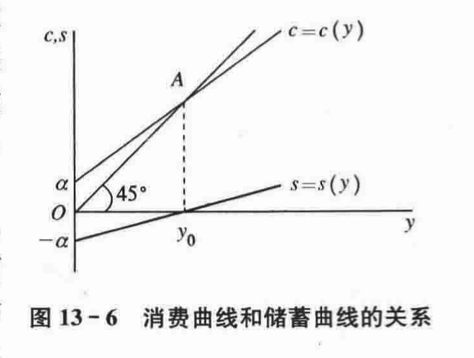 c,s
c=c(y)
A
α
45°
s=s(y)
O
y
-α
y₀
图 13-6 消费曲线和储蓄曲线的关系